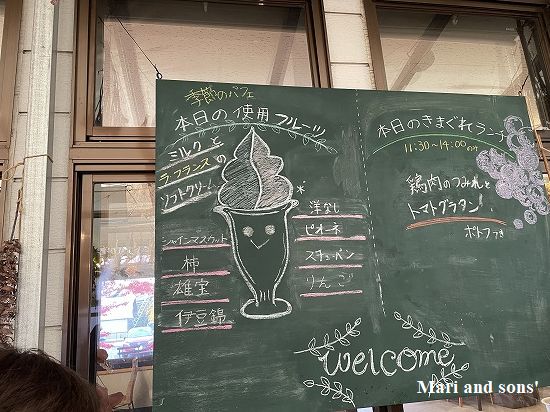 季節のパフェ
本日の使用フルーツ
ミルクと
ラ・フランスの
ソフトクリーム
シャインマスカット
柿
雄宝
伊豆錦
洋なし
ピオーネ
スチューベン
りんご
本日のきまぐれランチ
11:30~14:00
鶏肉のつみれと
トマトグラタン!
ポトフつき
welcome
Mari and sons'